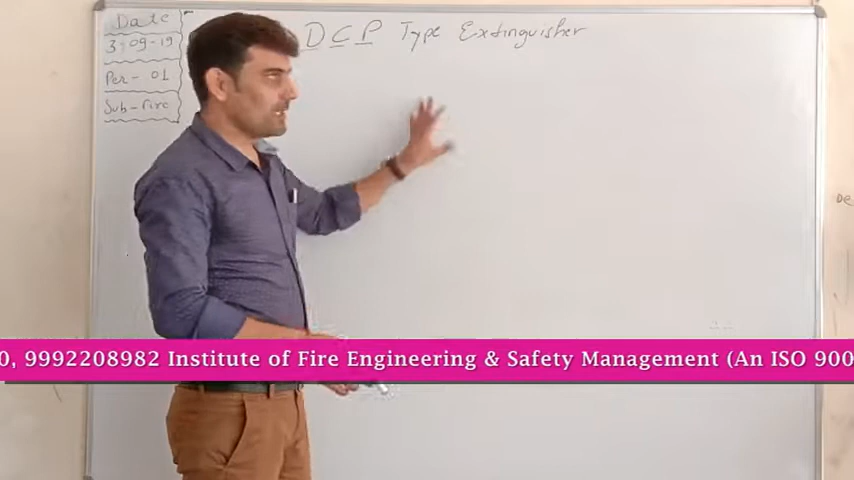 Date
3-09-19
Per - 01
Sub - Fire
DCP Type Extinguisher
0, 9992208982 Institute of Fire Engineering & Safety Management (An ISO 900
De